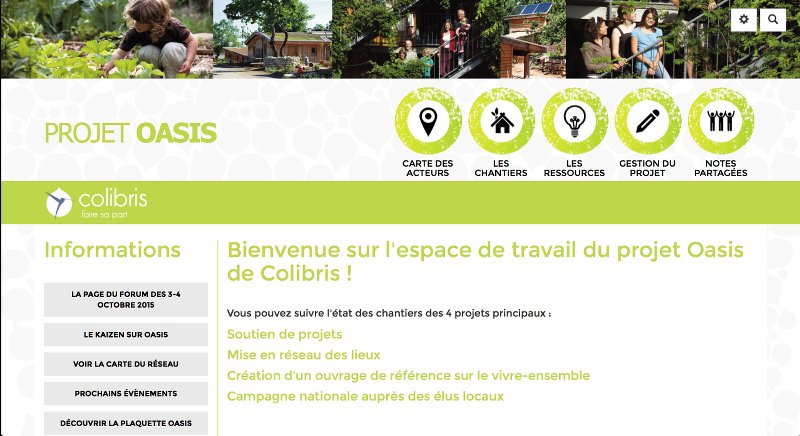 PROJET OASIS
CARTE DES
ACTEURS
LES
CHANTIERS
LES
RESSOURCES
GESTION DU
PROJET
NOTES
PARTAGÉES
colibris
faire sa part
Informations
LA PAGE DU FORUM DES 3-4
OCTOBRE 2015
LE KAIZEN SUR OASIS
VOIR LA CARTE DU RÉSEAU
PROCHAINS ÉVÈNEMENTS
DÉCOUVRIR LA PLAQUETTE OASIS
Bienvenue sur l'espace de travail du projet Oasis
de Colibris !
Vous pouvez suivre l'état des chantiers des 4 projets principaux :
Soutien de projets
Mise en réseau des lieux
Création d'un ouvrage de référence sur le vivre-ensemble
Campagne nationale auprès des élus locaux